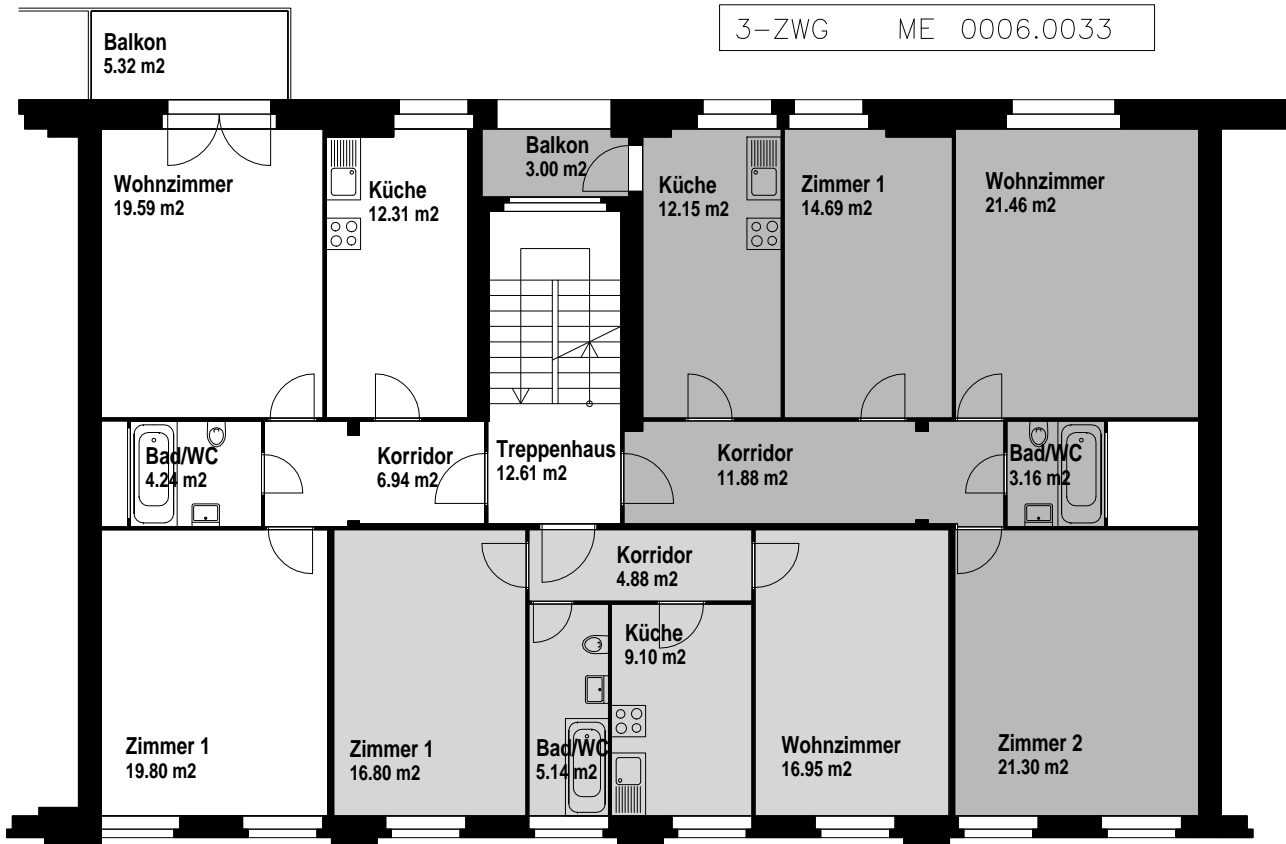 3-ZWG ME 0006.0033
Balkon
5.32 m2
Wohnzimmer
19.59 m2
Küche
12.31 m2
Balkon
3.00 m2
Küche
12.15 m2
Zimmer 1
14.69 m2
Wohnzimmer
21.46 m2
Bad/WC
4.24 m2
Korridor
6.94 m2
Treppenhaus
12.61 m2
Korridor
11.88 m2
Bad/WC
3.16 m2
Korridor
4.88 m2
Küche
9.10 m2
Zimmer 1
19.80 m2
Zimmer 1
16.80 m2
Bad/WC
5.14 m2
Wohnzimmer
16.95 m2
Zimmer 2
21.30 m2